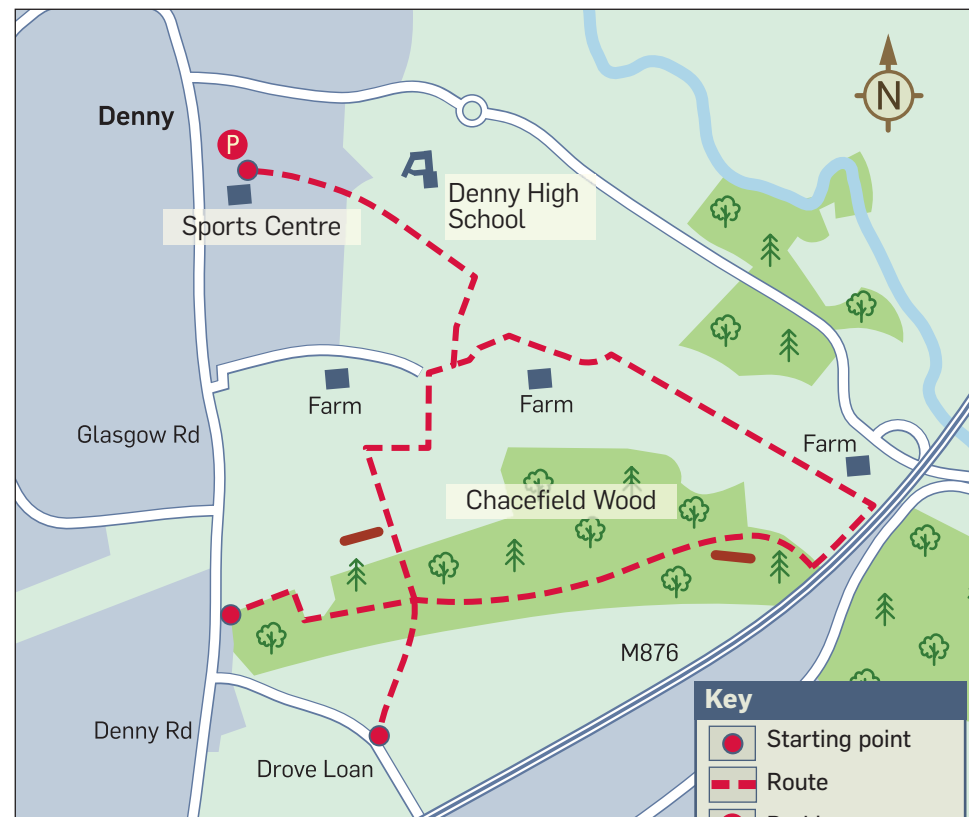 N
Denny
P
Denny High
School
Sports Centre
Farm
Farm
Glasgow Rd
Farm
Chacefield Wood
M876
Denny Rd
Drove Loan
Key
Starting point
Route